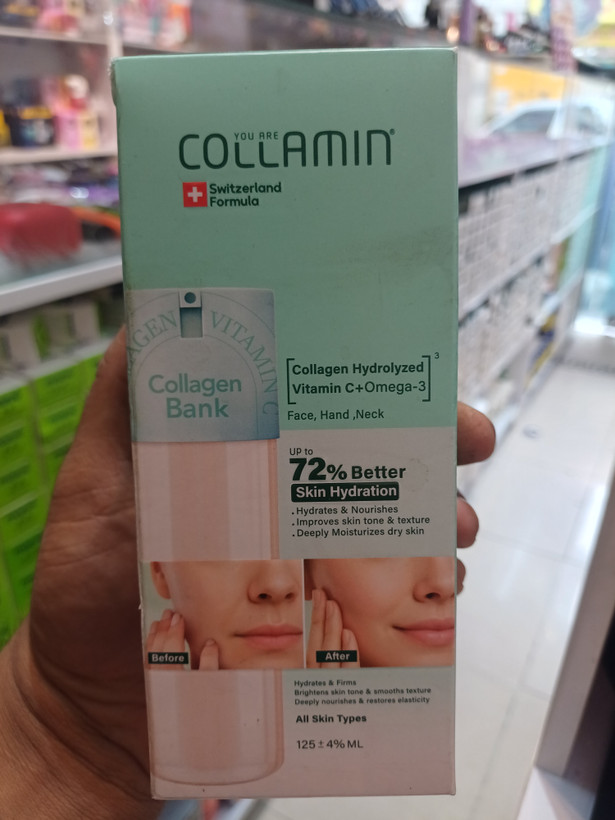 YOU ARE
COLLAMIN®
Switzerland
Formula
AGEN VITAMIN C
Collagen
Bank
[Collagen Hydrolyzed
Vitamin C+Omega-3]³
Face, Hand ,Neck
UP to
72% Better
Skin Hydration
. Hydrates & Nourishes
. Improves skin tone & texture
. Deeply Moisturizes dry skin
Before
After
Hydrates & Firms
Brightens skin tone & smooths texture
Deeply nourishes & restores elasticity
All Skin Types
125 ± 4% ML